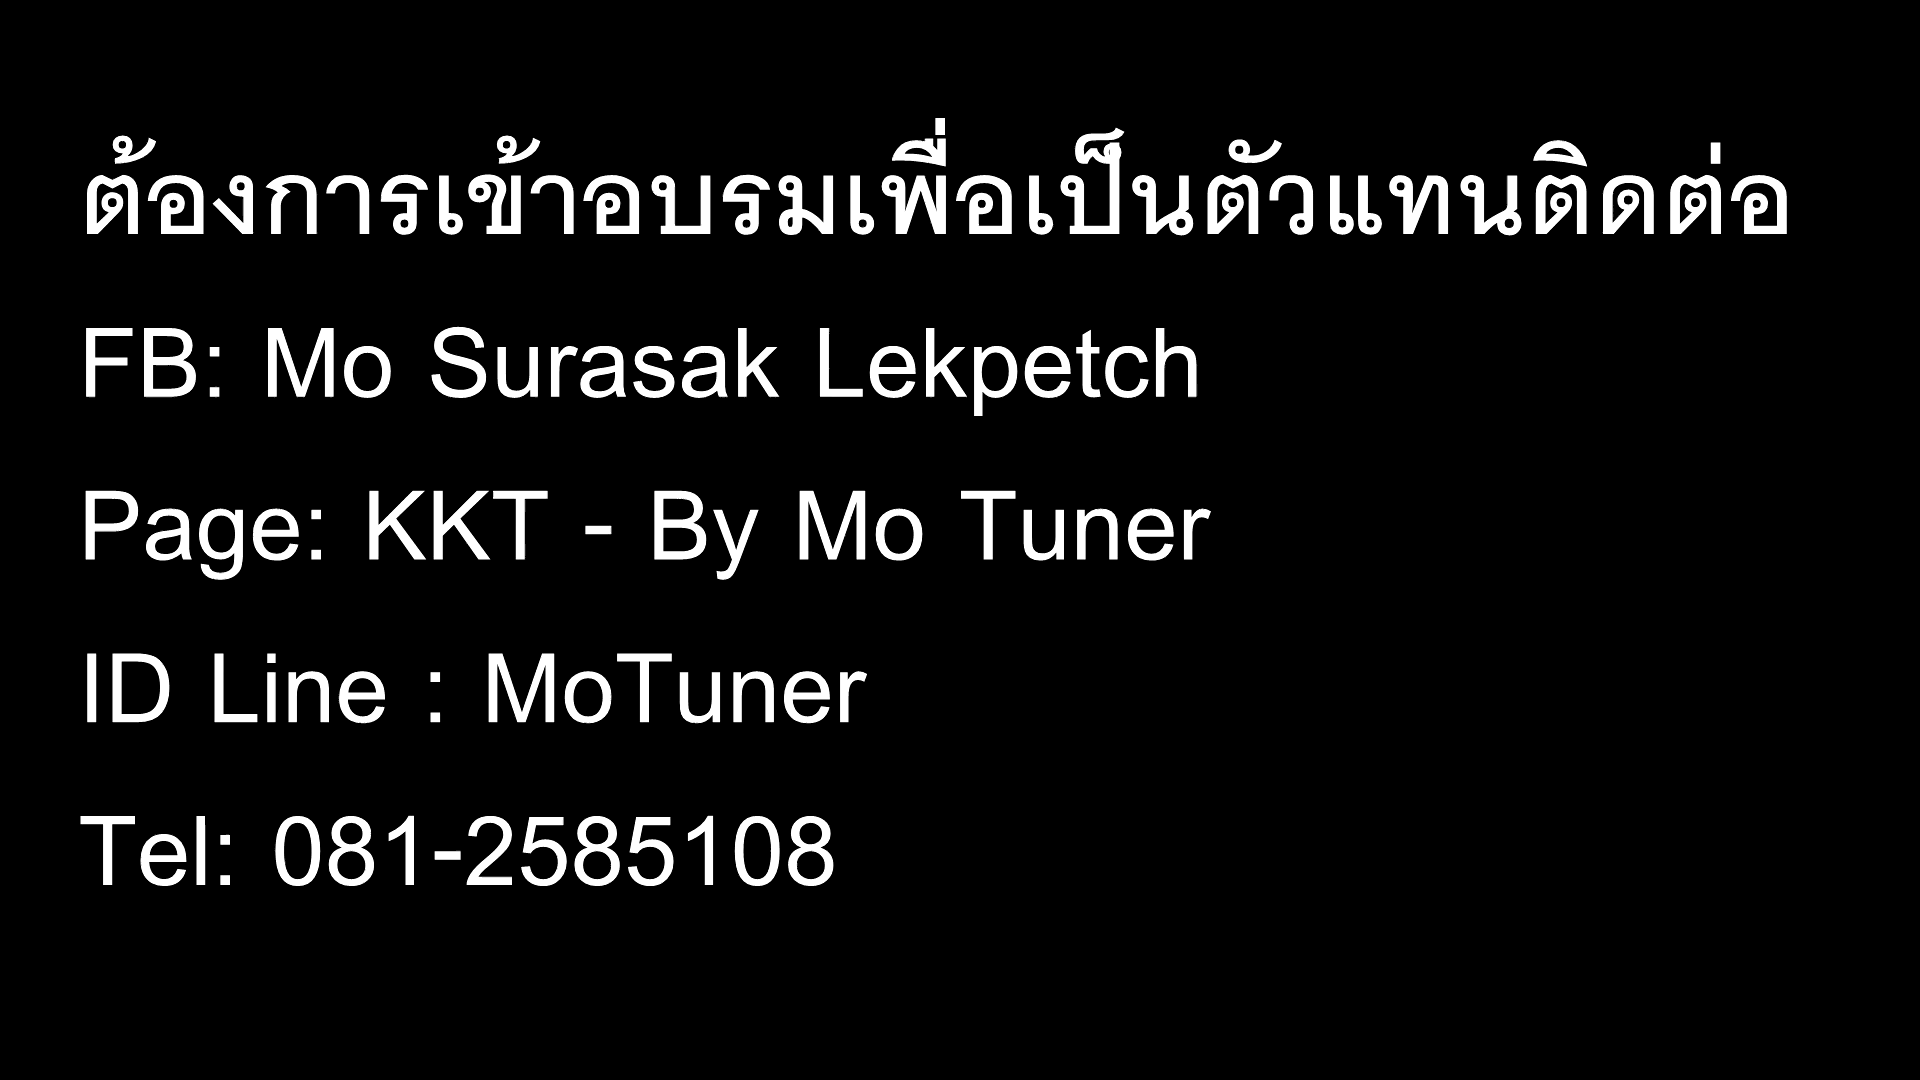 ต้องการเข้าอบรมเพื่อเป็นตัวแทนติดต่อ
FB: Mo Surasak Lekpetch
Page: KKT - By Mo Tuner
ID Line : MoTuner
Tel: 081-2585108